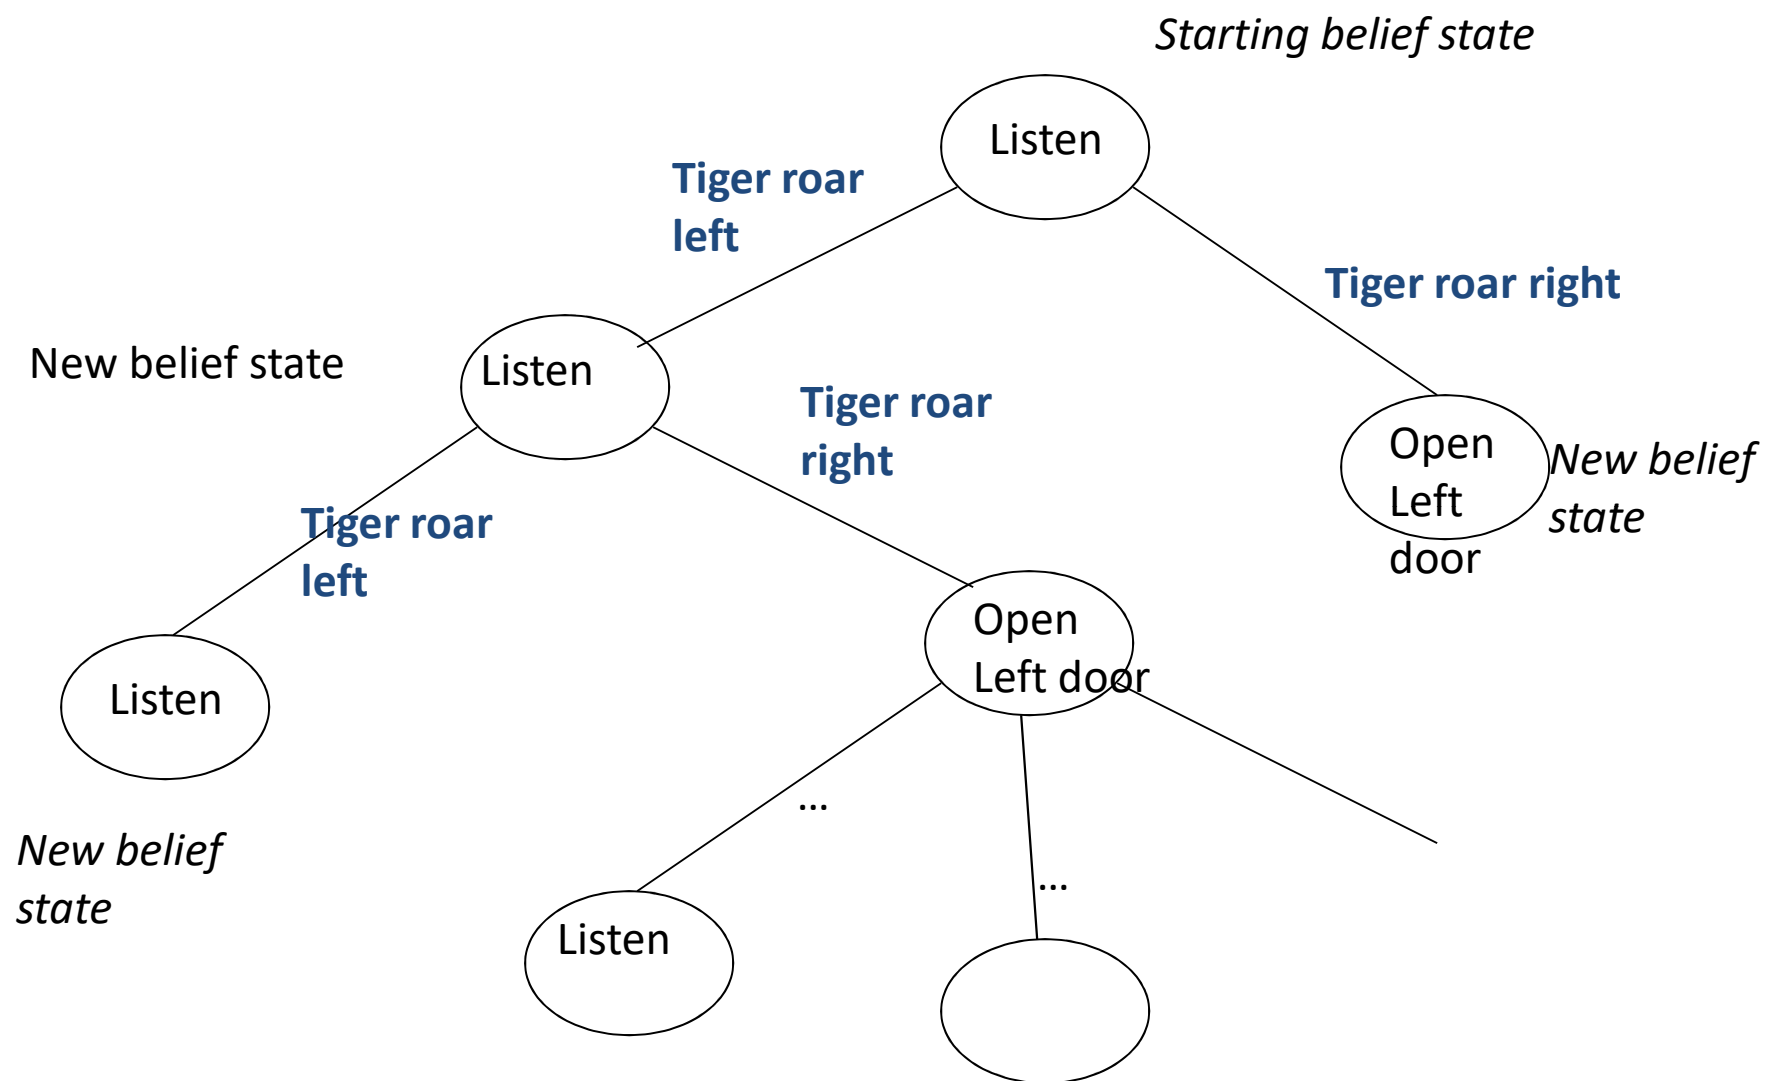 Starting belief state
Listen
Tiger roar
left
Tiger roar right
New belief state
Listen
Tiger roar
right
Open
Left
door
New belief
state
Tiger roar
left
Open
Left door
Listen
...
New belief
state
...
Listen